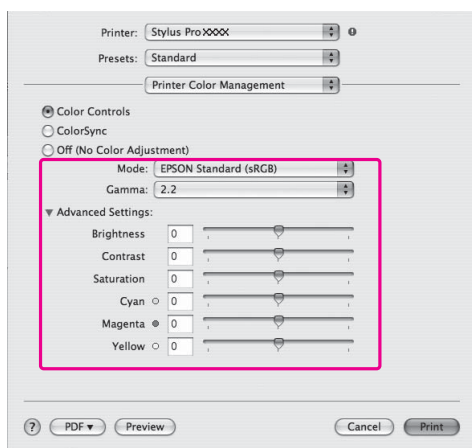 Printer: Stylus Pro XXXX
Presets: Standard
Printer Color Management
Color Controls
ColorSync
Off (No Color Adjustment)
Mode: EPSON Standard (sRGB)
Gamma: 2.2
Advanced Settings:
Brightness 0
Contrast 0
Saturation 0
Cyan 0
Magenta 0
Yellow 0
? PDF Preview Cancel Print